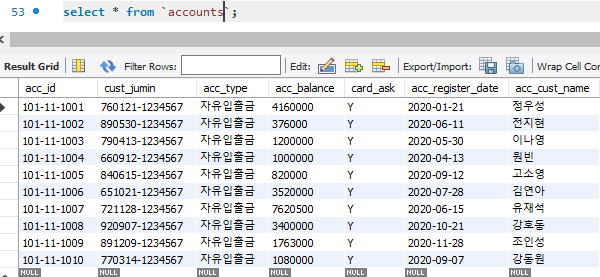 53 select * from `accounts`;
Result Grid Filter Rows: Edit: Export/Import: Wrap Cell Con
acc_id cust_jumin acc_type acc_balance card_ask acc_register_date acc_cust_name
101-11-1001 760121-1234567 자유입출금 4160000 Y 2020-01-21 정우성
101-11-1002 890530-1234567 자유입출금 376000 Y 2020-06-11 전지현
101-11-1003 790413-1234567 자유입출금 1200000 Y 2020-05-30 이나영
101-11-1004 660912-1234567 자유입출금 1000000 Y 2020-04-13 원빈
101-11-1005 840615-1234567 자유입출금 820000 Y 2020-09-12 고소영
101-11-1006 651021-1234567 자유입출금 3520000 Y 2020-07-28 김연아
101-11-1007 721128-1234567 자유입출금 7620500 Y 2020-06-15 유재석
101-11-1008 920907-1234567 자유입출금 3400000 Y 2020-10-21 강호동
101-11-1009 891209-1234567 자유입출금 1763000 Y 2020-11-28 조인성
101-11-1010 770314-1234567 자유입출금 1080000 Y 2020-09-07 강동원
NULL NULL NULL NULL NULL NULL NULL